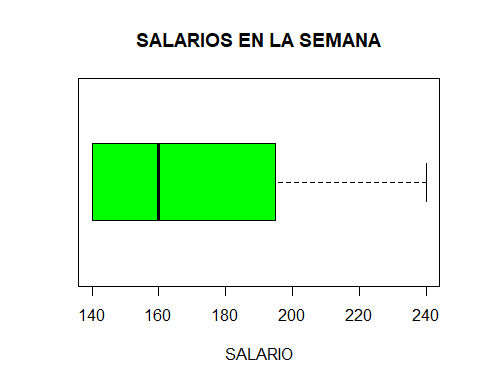 SALARIOS EN LA SEMANA
140 160 180 200 220 240
SALARIO